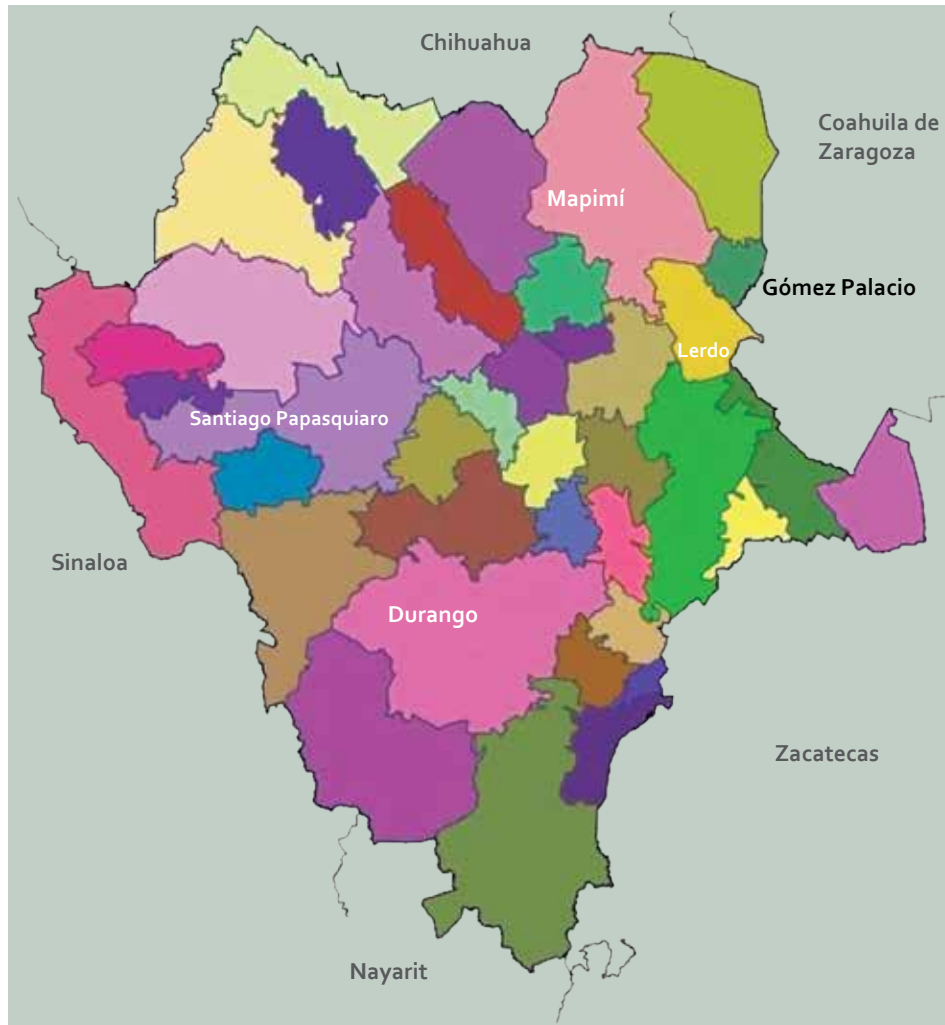 Chihuahua
Coahuila de
Zaragoza
Mapimí
Gómez Palacio
Lerdo
Santiago Papasquiaro
Sinaloa
Durango
Zacatecas
Nayarit